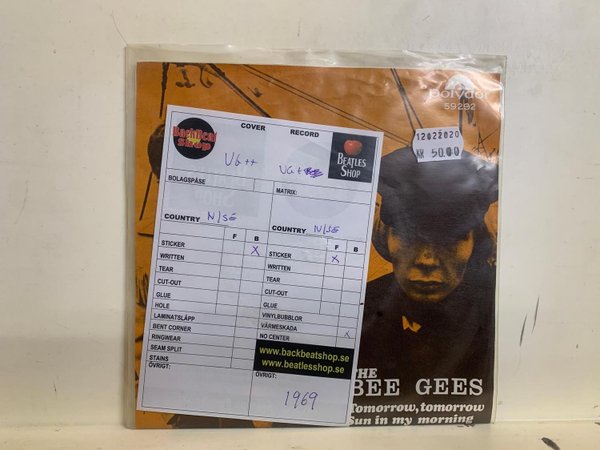 polydor
59292
12022020
KR 50.00
COVER RECORD
BackBeat
shop
BEATLES
SHOP
VG++
VG+
BOLAGSPÅSE
MATRIX:
COUNTRY N/SE
COUNTRY N/SE
F B
F B
STICKER X
STICKER X
WRITTEN
WRITTEN
TEAR
TEAR
CUT-OUT
CUT-OUT
GLUE
GLUE
HOLE
VINYLBUBBLOR
LAMINATSLÄPP
VÄRMESKADA
BENT CORNER
NO CENTER X
RINGWEAR
SEAM SPLIT
STAINS
ÖVRIGT:
www.backbeatshop.se
www.beatlesshop.se
ÖVRIGT:
1969
THE
BEE GEES
Tomorrow, tomorrow
Sun in my morning